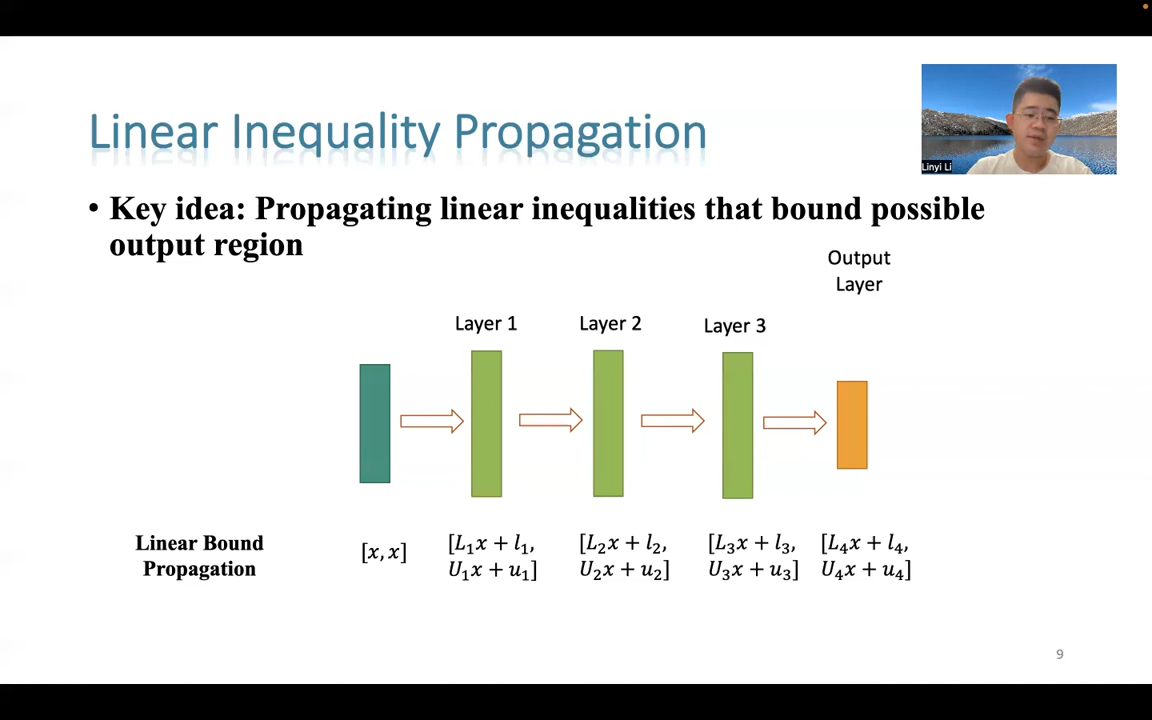 Linear Inequality Propagation
Linyi Li
• Key idea: Propagating linear inequalities that bound possible
output region
Output
Layer
Layer 1
Layer 2
Layer 3
Linear Bound
Propagation
[x, x]
[L₁x + l₁,
U₁x + u₁]
[L₂x + l₂,
U₂x + u₂]
[L₃x + l₃,
U₃x + u₃]
[L₄x + l₄,
U₄x + u₄]
9